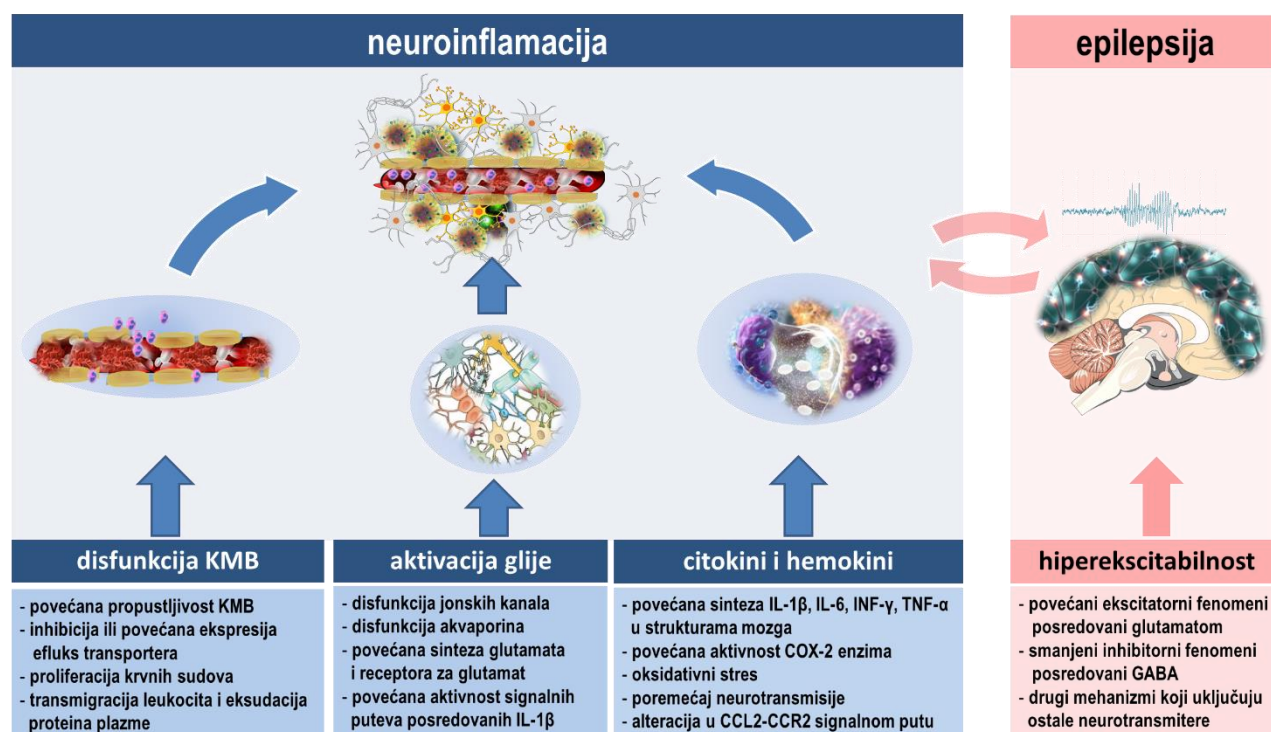 neuroinflamacija
epilepsija
disfunkcija KMB
- povećana propustljivost KMB
- inhibicija ili povećana ekspresija
efluks transportera
- proliferacija krvnih sudova
- transmigracija leukocita i eksudacija
proteina plazme
aktivacija glije
- disfunkcija jonskih kanala
- disfunkcija akvaporina
- povećana sinteza glutamata
i receptora za glutamat
- povećana aktivnost signalnih
puteva posredovanih IL-1β
citokini i hemokini
- povećana sinteza IL-1β, IL-6, INF-γ, TNF-α
u strukturama mozga
- povećana aktivnost COX-2 enzima
- oksidativni stres
- poremećaj neurotransmisije
- alteracija u CCL2-CCR2 signalnom putu
hiperekscitabilnost
- povećani ekscitatorni fenomeni
posredovani glutamatom
- smanjeni inhibitorni fenomeni
posredovani GABA
- drugi mehanizmi koji uključuju
ostale neurotransmitere